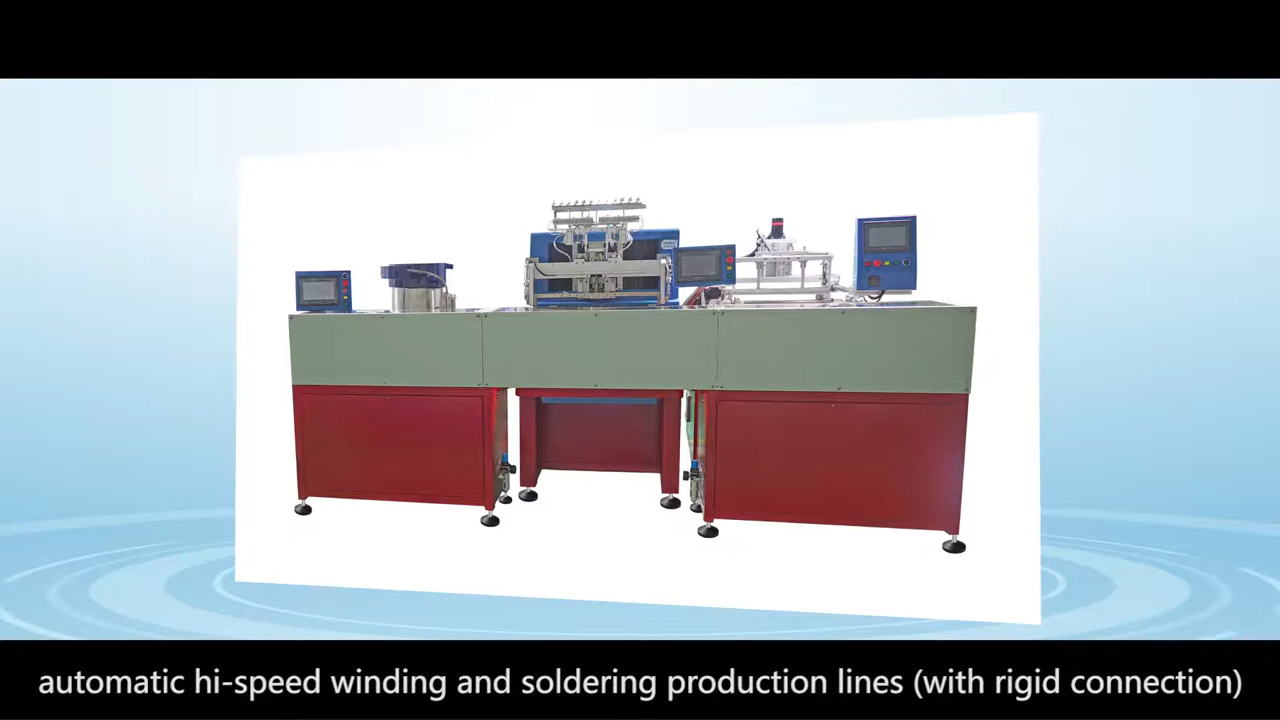 automatic hi-speed winding and soldering production lines (with rigid connection)